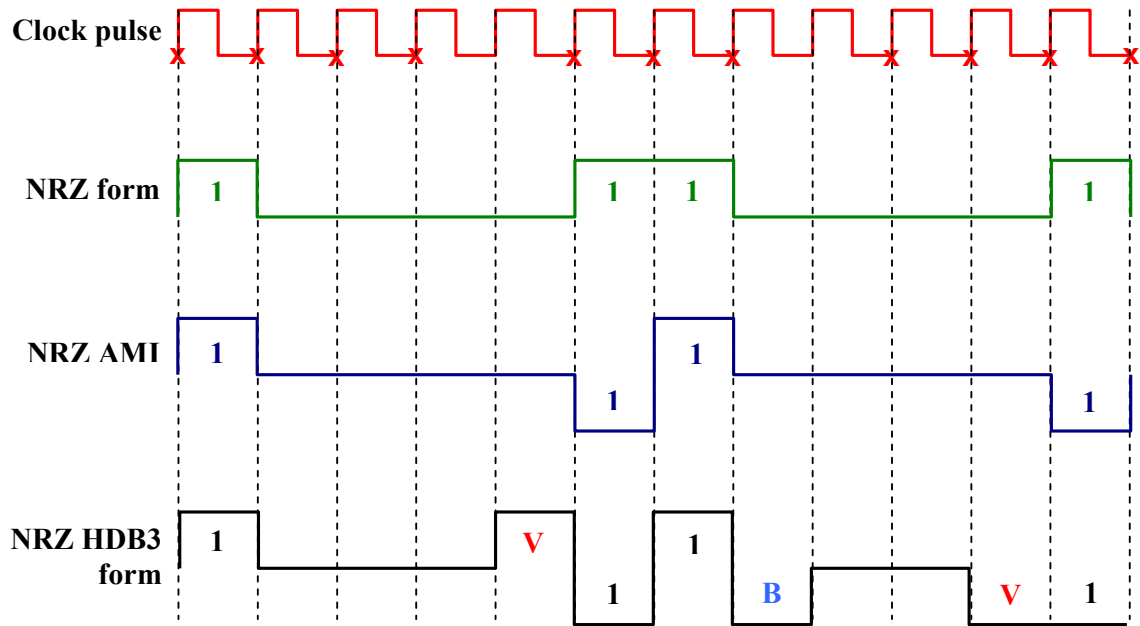 Clock pulse
x x x x x x x x x x
NRZ form
1 1 1 1
NRZ AMI
1 1 1 1
NRZ HDB3
form
1 V 1 1 B V 1